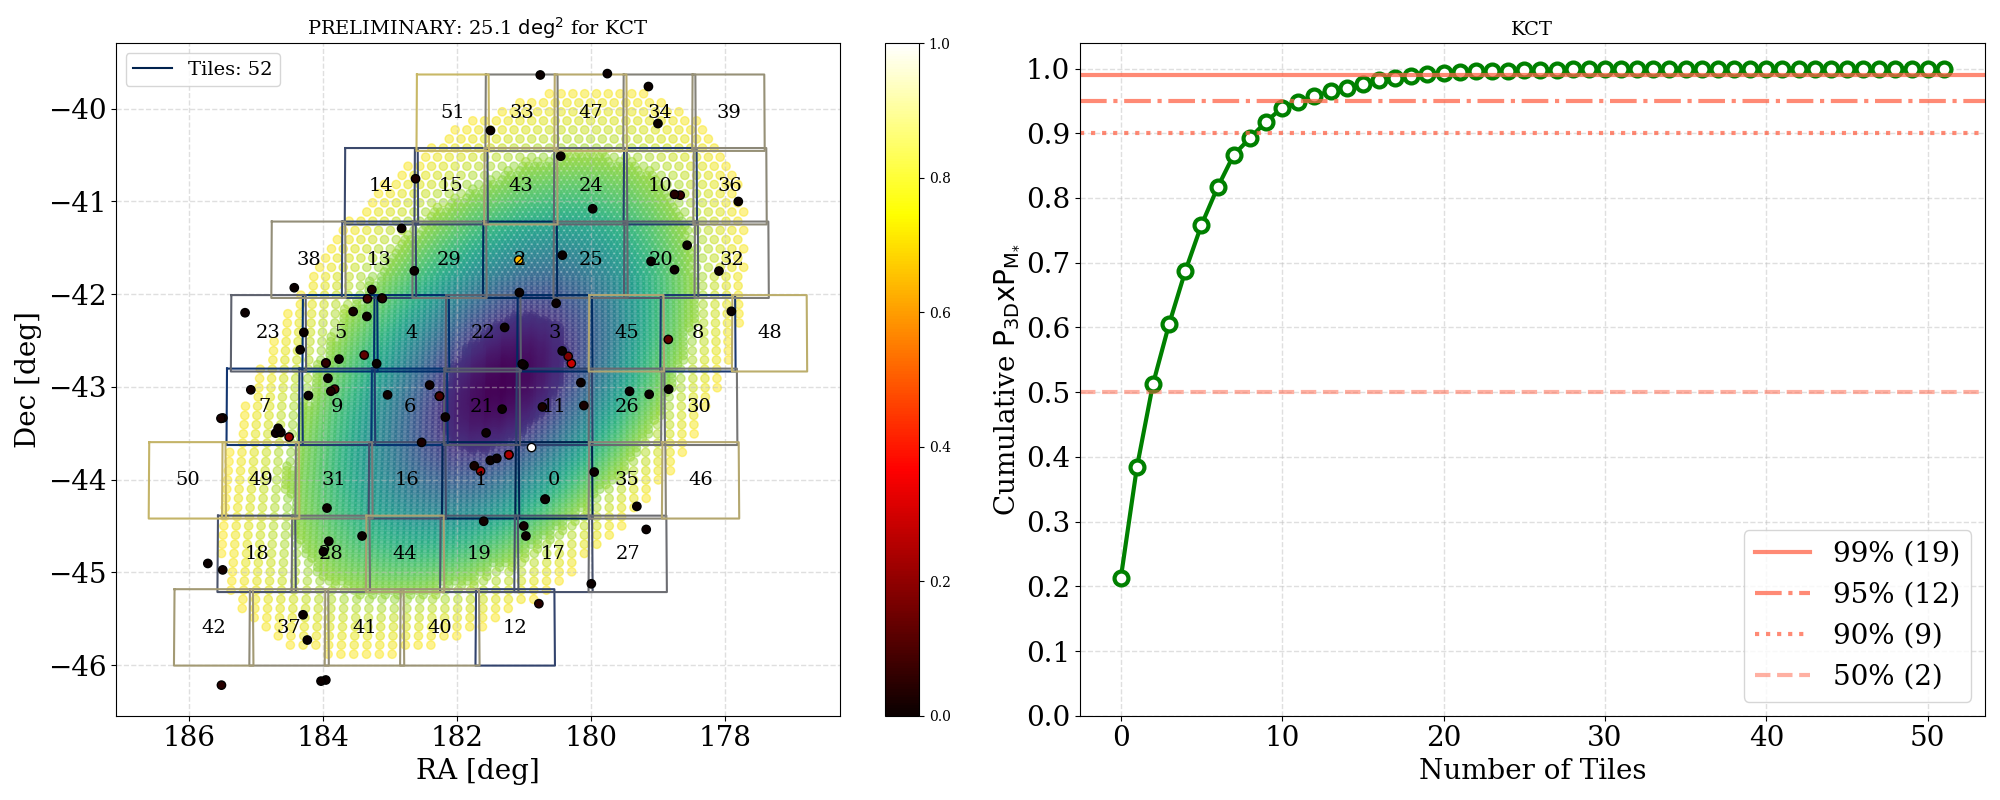 PRELIMINARY: 25.1 deg² for KCT
Tiles: 52
−40
−41
−42
−43
−44
−45
−46
Dec [deg]
51 33 47 34 39
14 15 43 24 10 36
38 13 29 2 25 20 32
23 5 4 22 3 45 8 48
7 9 6 21 11 26 30
50 49 31 16 1 0 35 46
18 28 44 19 17 27
42 37 41 40 12
186 184 182 180 178
RA [deg]
1.0
0.8
0.6
0.4
0.2
0.0
KCT
Cumulative P3DxPM*
1.0
0.9
0.8
0.7
0.6
0.5
0.4
0.3
0.2
0.1
0.0
99% (19)
95% (12)
90% (9)
50% (2)
0 10 20 30 40 50
Number of Tiles